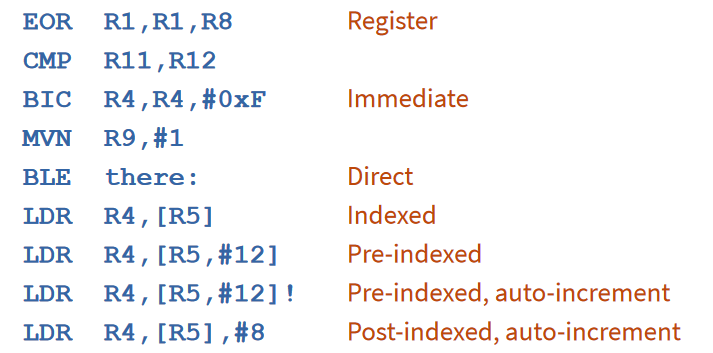 EOR R1,R1,R8 Register
CMP R11,R12
BIC R4,R4,#0xF Immediate
MVN R9,#1
BLE there: Direct
LDR R4,[R5] Indexed
LDR R4,[R5,#12] Pre-indexed
LDR R4,[R5,#12]! Pre-indexed, auto-increment
LDR R4,[R5],#8 Post-indexed, auto-increment